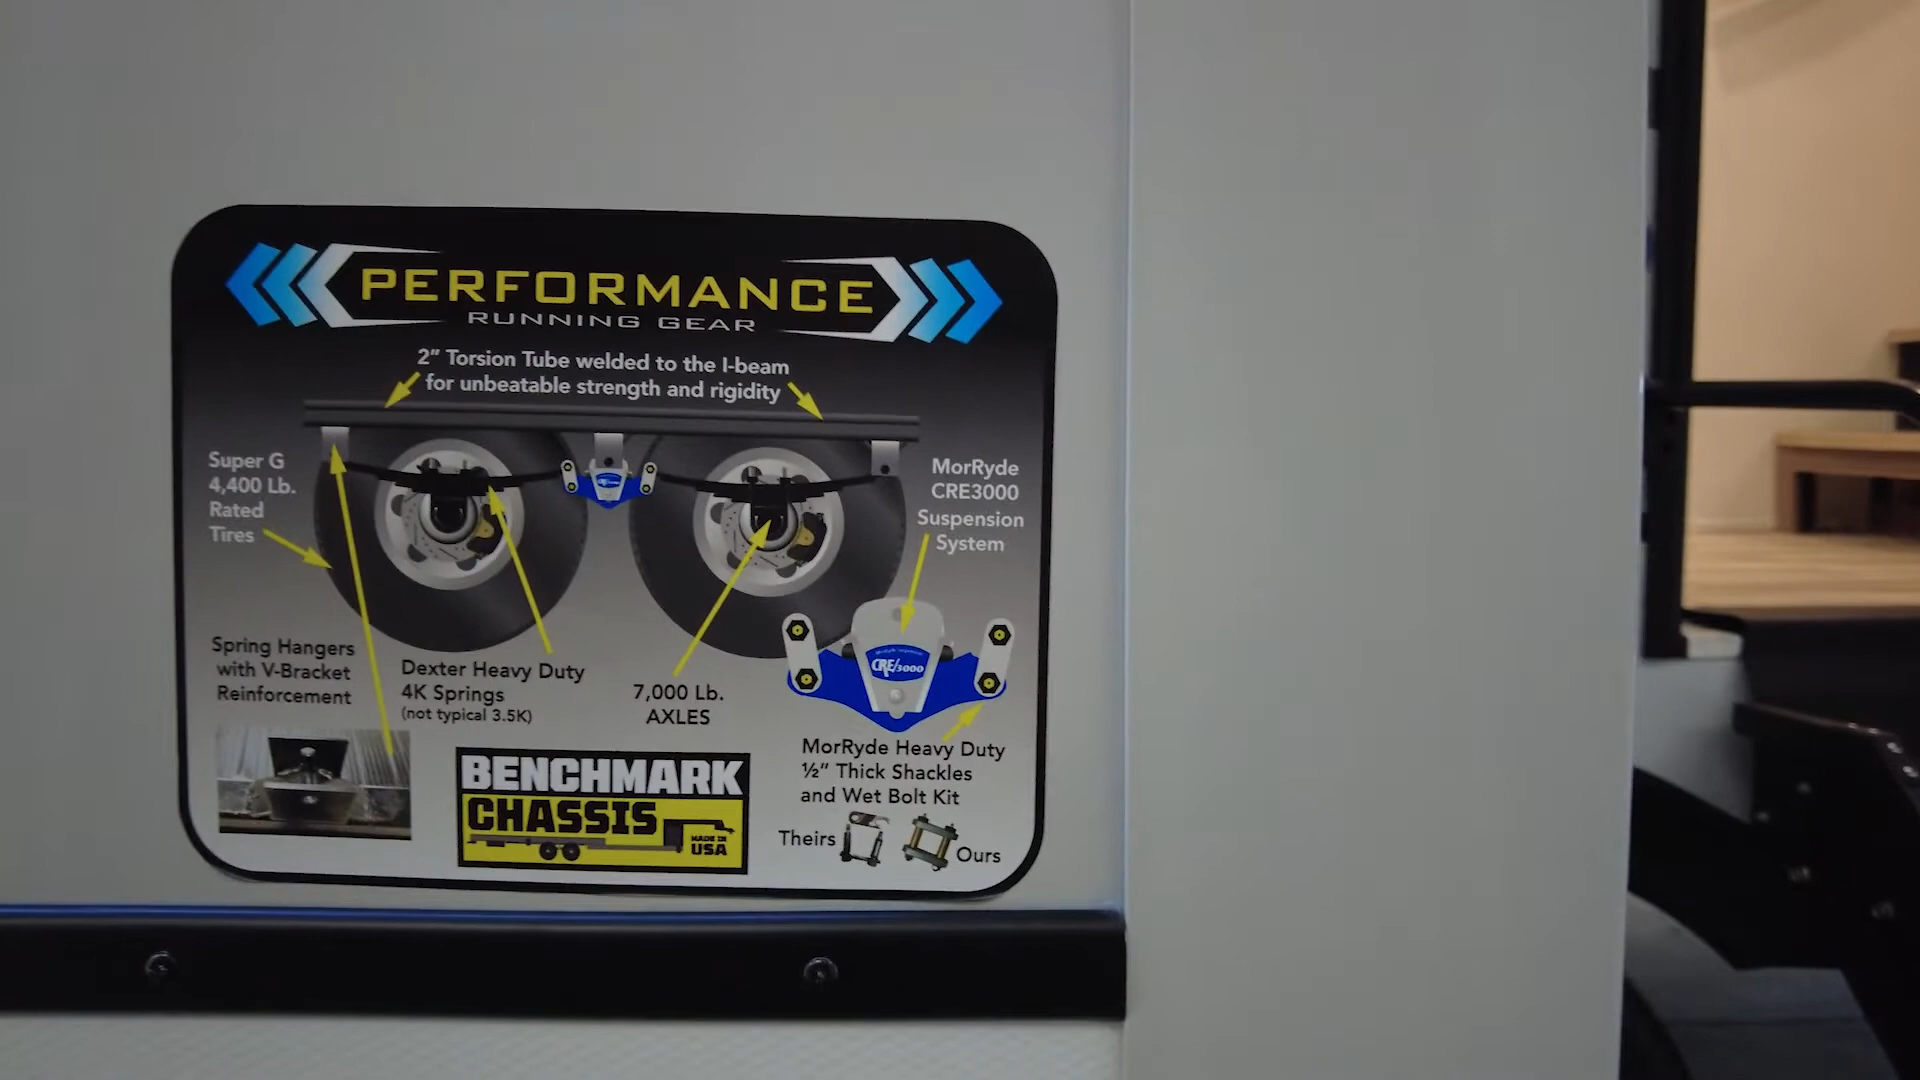 PERFORMANCE
RUNNING GEAR
2" Torsion Tube welded to the I-beam
for unbeatable strength and rigidity
Super G
4,400 Lb.
Rated
Tires
MorRyde
CRE3000
Suspension
System
Spring Hangers
with V-Bracket
Reinforcement
Dexter Heavy Duty
4K Springs
(not typical 3.5K)
7,000 Lb.
AXLES
CRE/3000
MorRyde Heavy Duty
½" Thick Shackles
and Wet Bolt Kit
Theirs
Ours
BENCHMARK
CHASSIS
MADE IN
USA